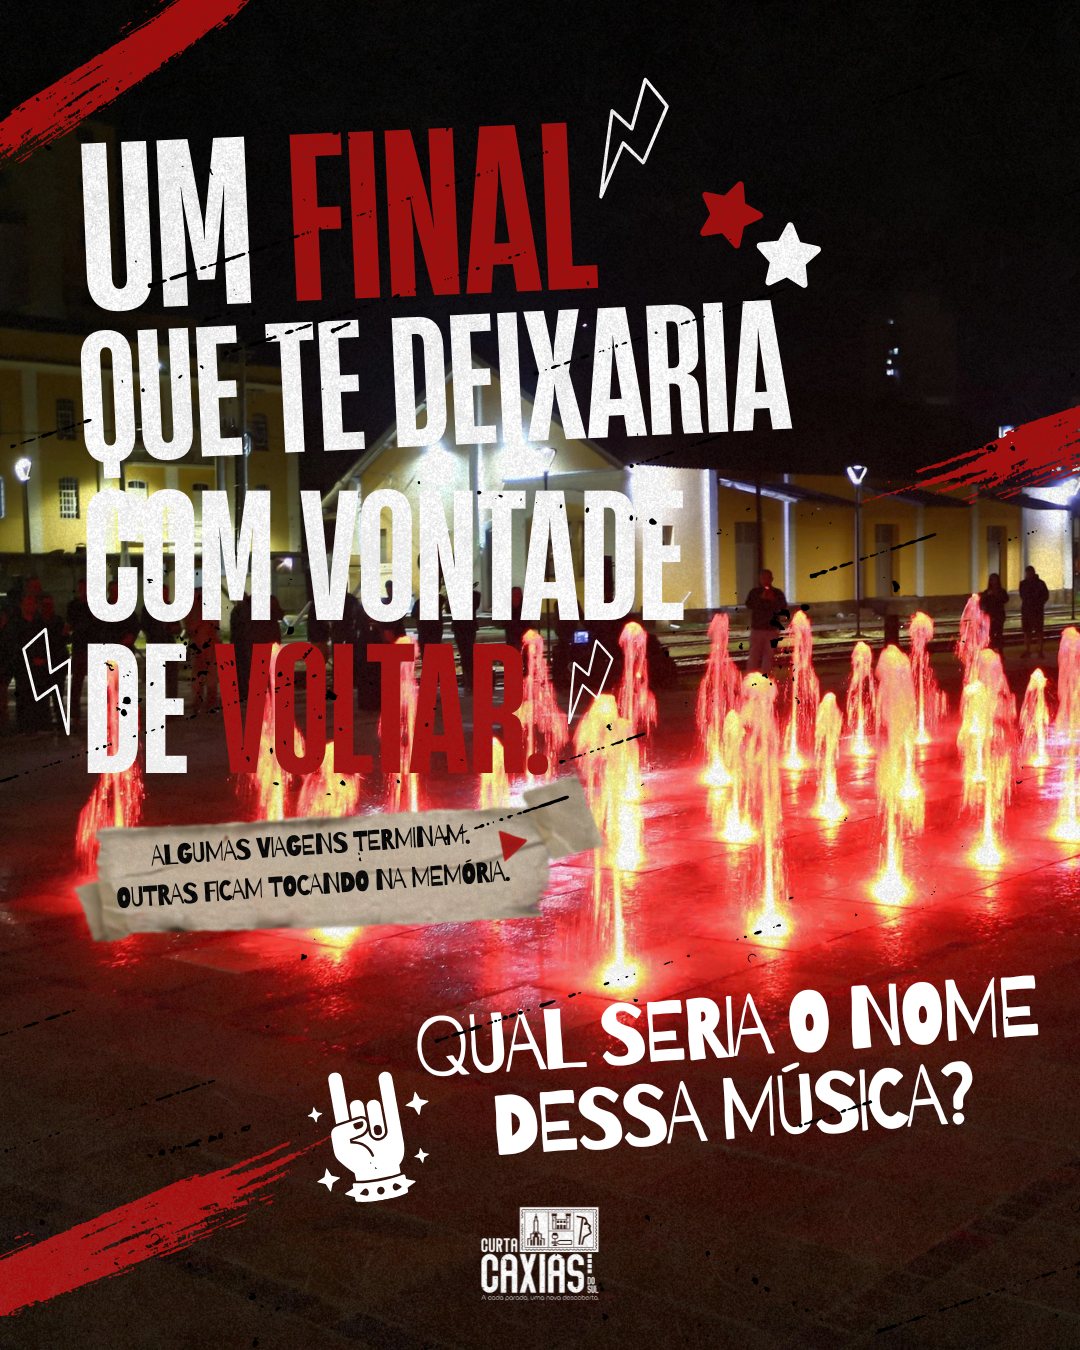 UM FINAL
QUE TE DEIXARIA
COM VONTADE
DE VOLTAR.
ALGUMAS VIAGENS TERMINAM.
OUTRAS FICAM TOCANDO NA MEMÓRIA.
QUAL SERIA O NOME
DESSA MÚSICA?
CURTA
CAXIAS
DO SUL
A cada parada, uma nova descoberta.